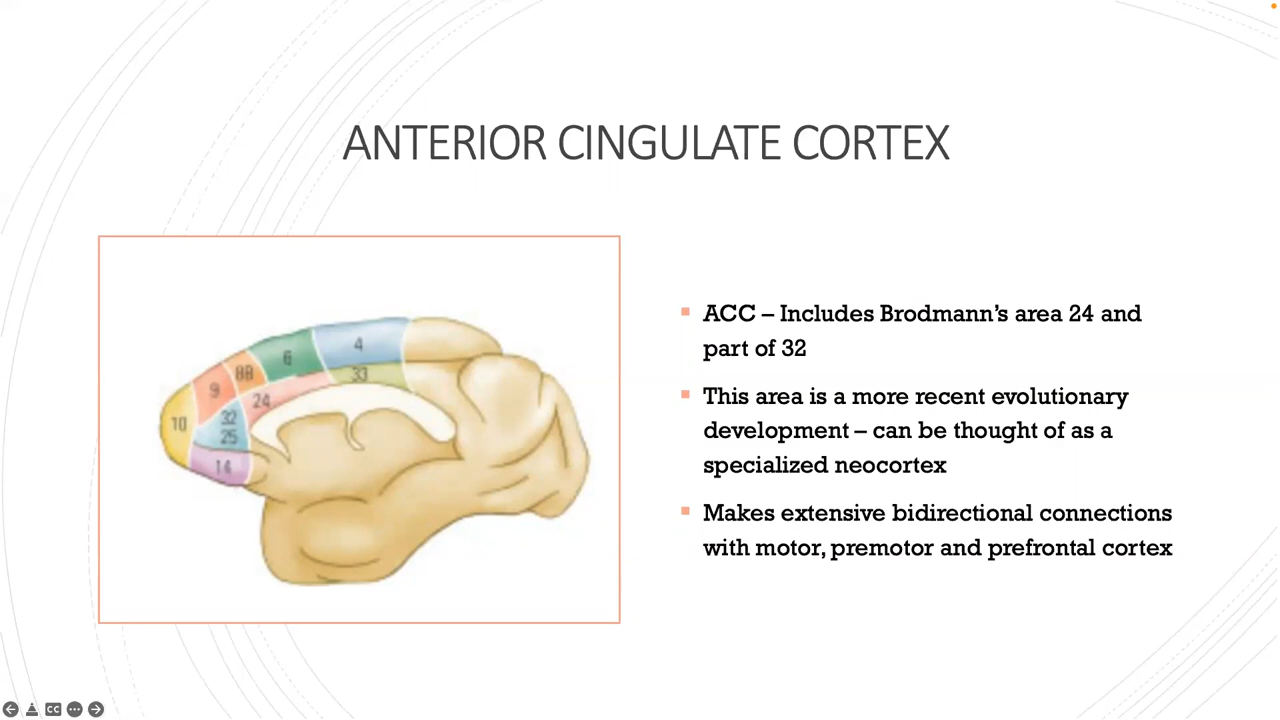 ANTERIOR CINGULATE CORTEX
4
6
8B
33
9
24
32
10
25
14
ACC – Includes Brodmann’s area 24 and
part of 32
This area is a more recent evolutionary
development – can be thought of as a
specialized neocortex
Makes extensive bidirectional connections
with motor, premotor and prefrontal cortex
CC